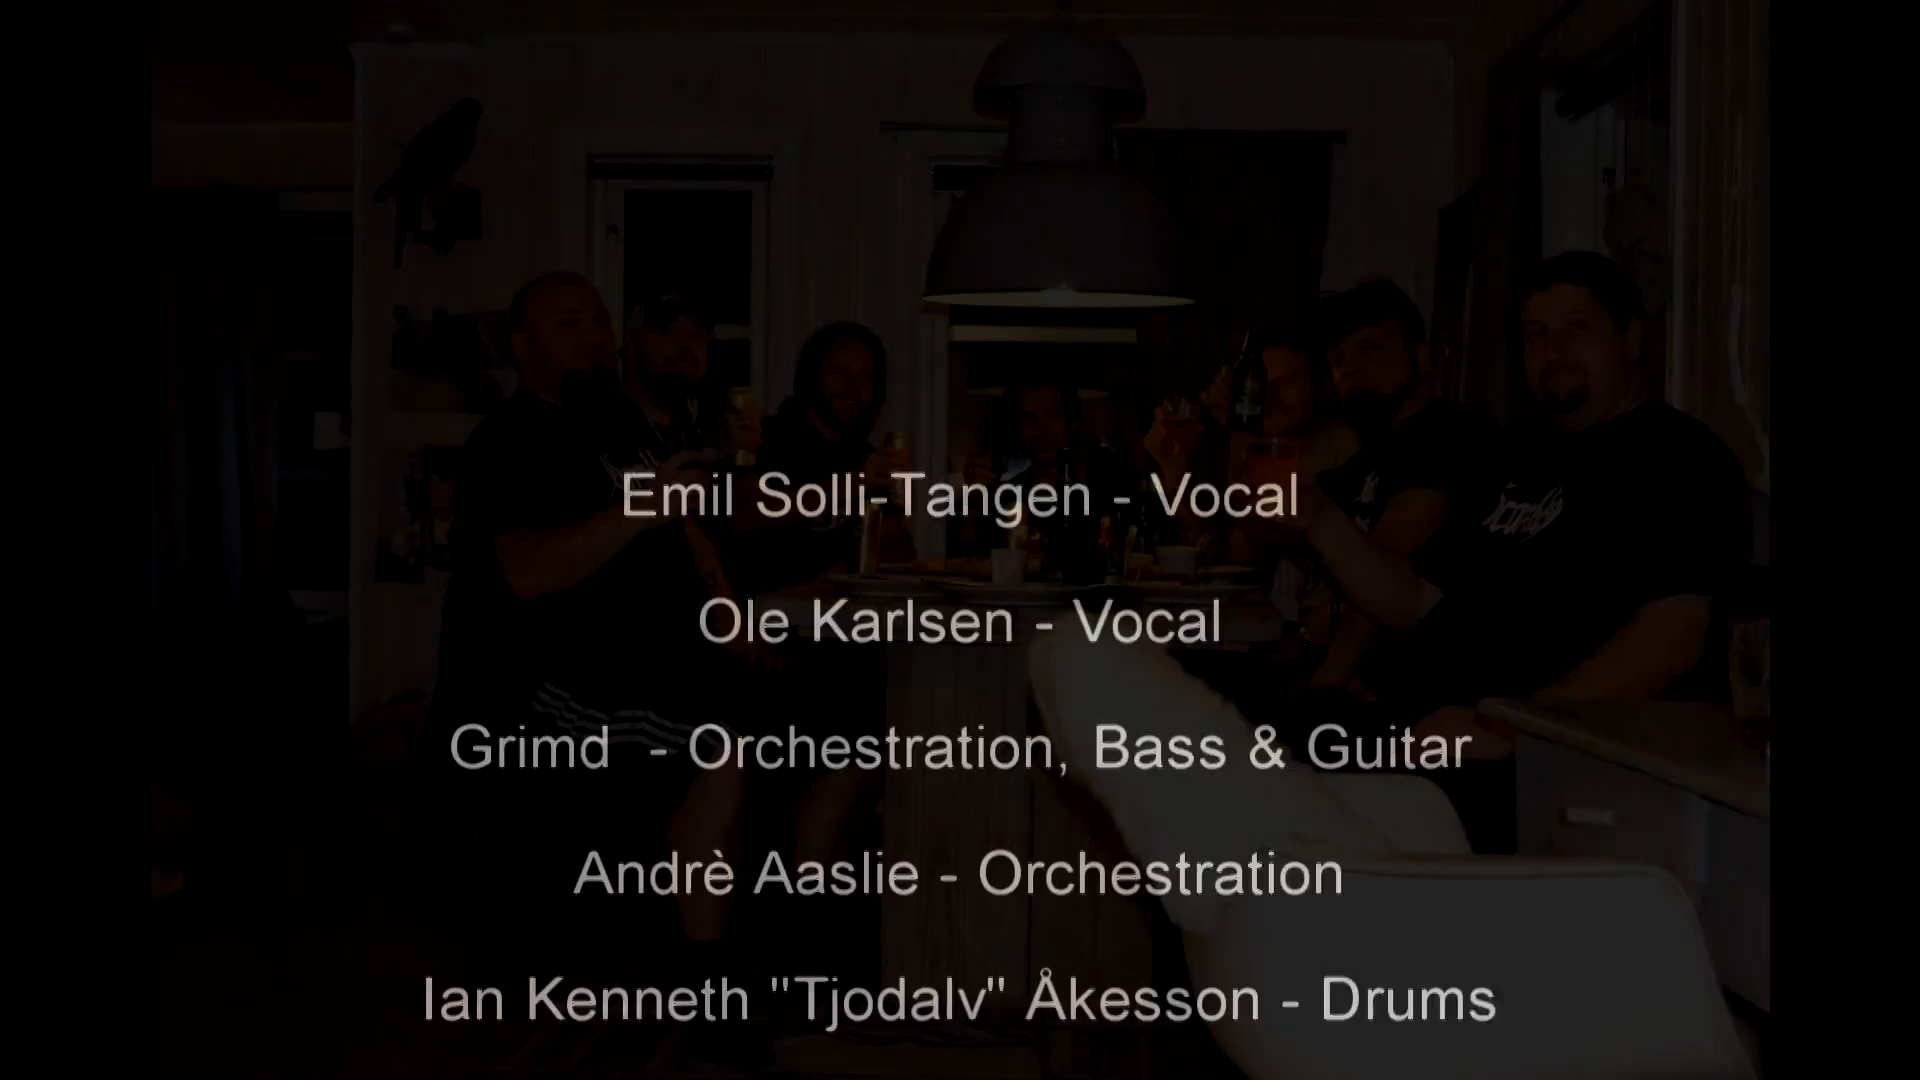 Emil Solli-Tangen - Vocal
Ole Karlsen - Vocal
Grimd  - Orchestration, Bass & Guitar
Andrè Aaslie - Orchestration
Ian Kenneth "Tjodalv" Åkesson - Drums